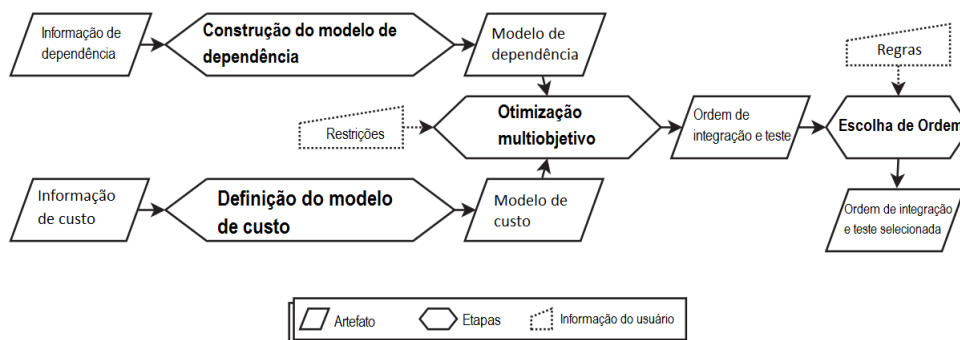 Informação de
dependência
Construção do modelo de
dependência
Modelo de
dependência
Regras
Restrições
Otimização
multiobjetivo
Ordem de
integração e teste
Escolha de Ordem
Informação
de custo
Definição do modelo
de custo
Modelo de
custo
Ordem de integração
e teste selecionada
Artefato
Etapas
Informação do usuário